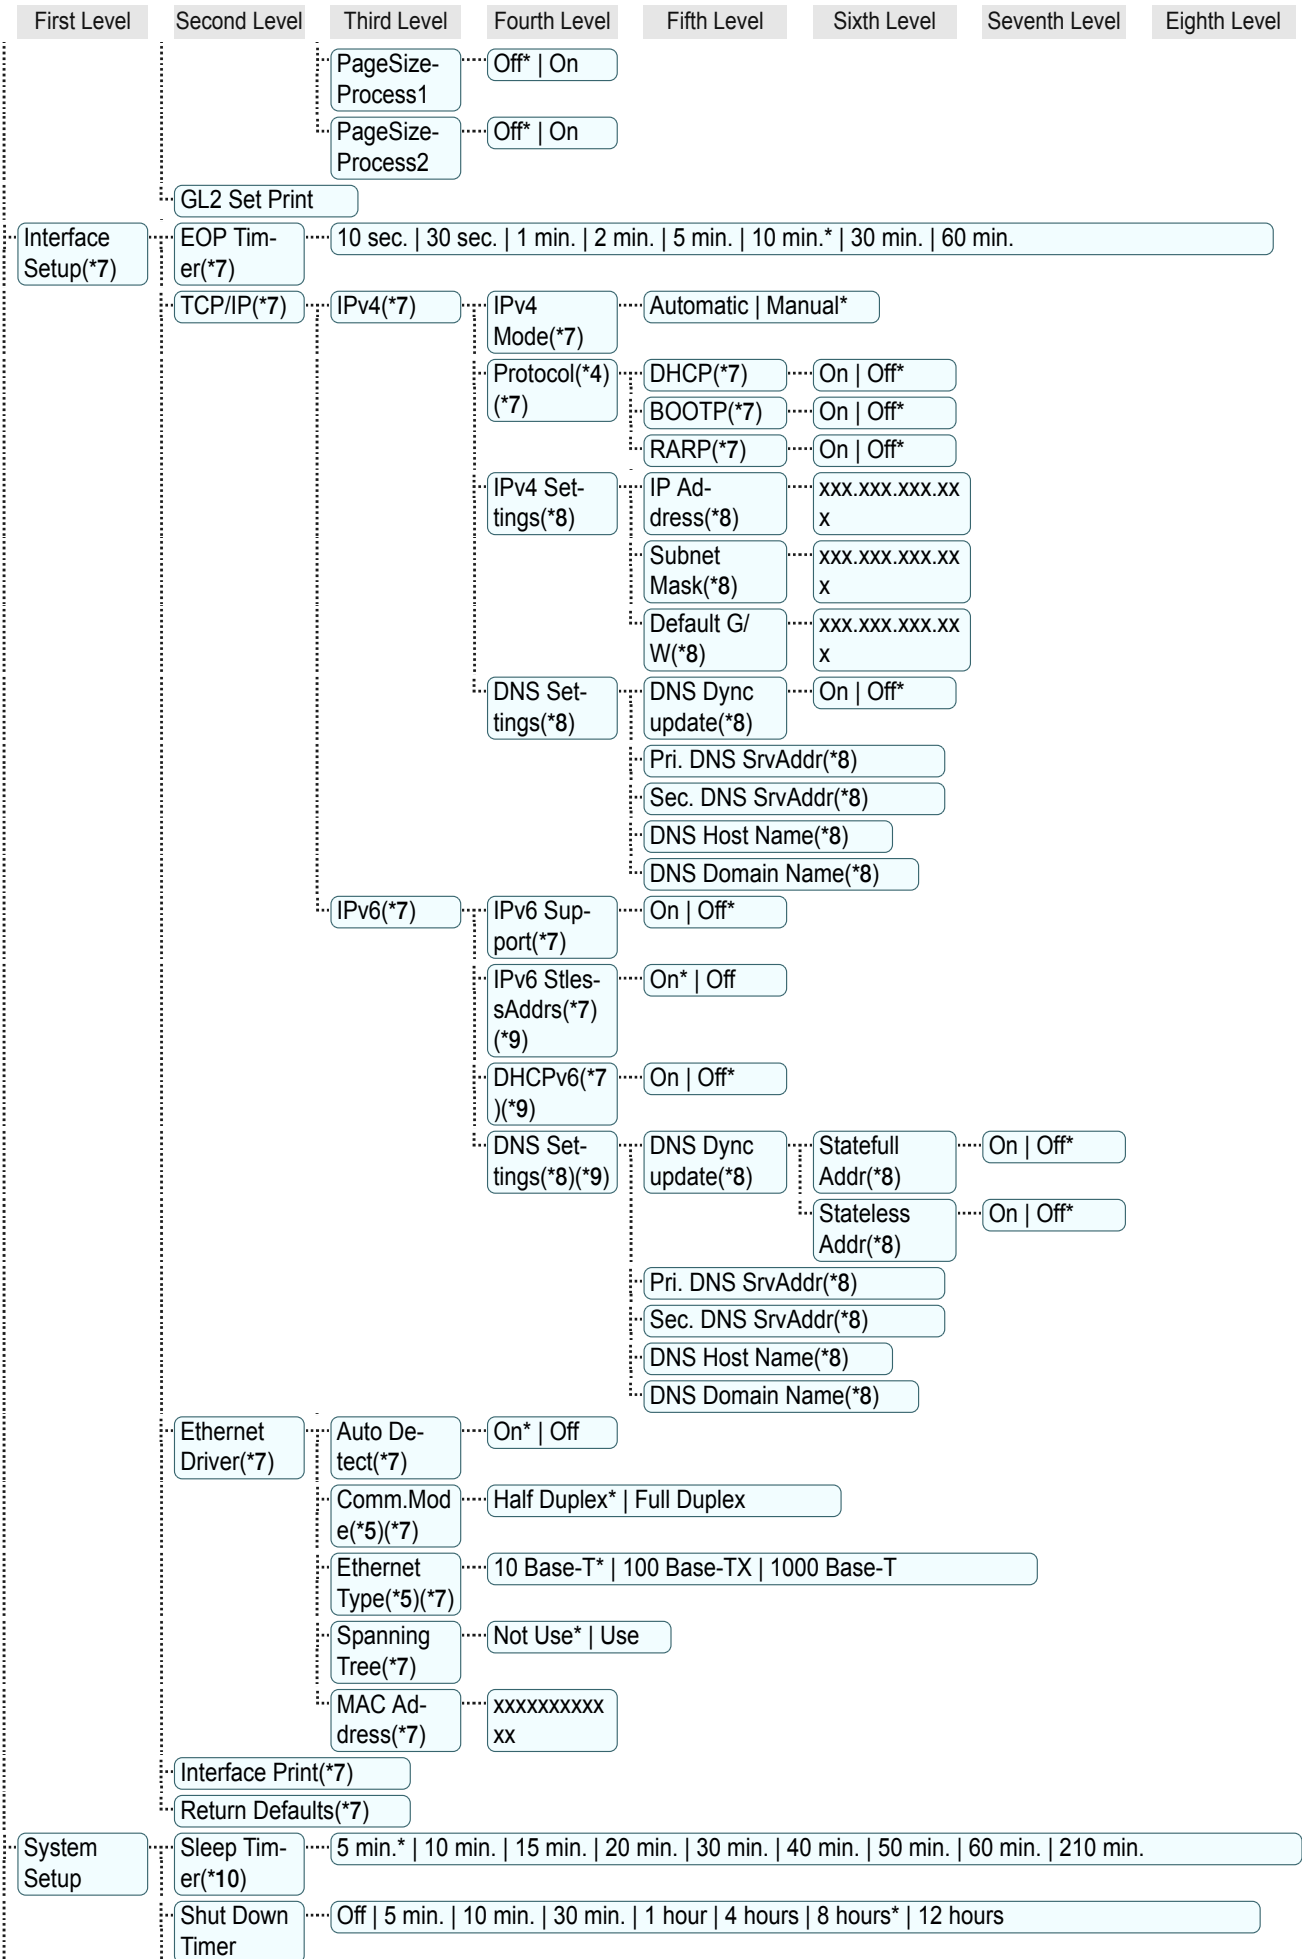 First Level Second Level Third Level Fourth Level Fifth Level Sixth Level Seventh Level Eighth Level
PageSize- Off* | On
Process1
PageSize- Off* | On
Process2
GL2 Set Print
Interface EOP Tim- 10 sec. | 30 sec. | 1 min. | 2 min. | 5 min. | 10 min.* | 30 min. | 60 min.
Setup(*7) er(*7)
TCP/IP(*7) IPv4(*7) IPv4 Automatic | Manual*
Mode(*7)
Protocol(*4) DHCP(*7) On | Off*
(*7)
BOOTP(*7) On | Off*
RARP(*7) On | Off*
IPv4 Set- IP Ad- xxx.xxx.xxx.xx
tings(*8) dress(*8) x
Subnet xxx.xxx.xxx.xx
Mask(*8) x
Default G/ xxx.xxx.xxx.xx
W(*8) x
DNS Set- DNS Dync On | Off*
tings(*8) update(*8)
Pri. DNS SrvAddr(*8)
Sec. DNS SrvAddr(*8)
DNS Host Name(*8)
DNS Domain Name(*8)
IPv6(*7) IPv6 Sup- On | Off*
port(*7)
IPv6 Stles- On* | Off
sAddrs(*7)
(*9)
DHCPv6(*7 On | Off*
)(*9)
DNS Set- DNS Dync Statefull On | Off*
tings(*8)(*9) update(*8) Addr(*8)
Stateless On | Off*
Addr(*8)
Pri. DNS SrvAddr(*8)
Sec. DNS SrvAddr(*8)
DNS Host Name(*8)
DNS Domain Name(*8)
Ethernet Auto De- On* | Off
Driver(*7) tect(*7)
Comm.Mod Half Duplex* | Full Duplex
e(*5)(*7)
Ethernet 10 Base-T* | 100 Base-TX | 1000 Base-T
Type(*5)(*7)
Spanning Not Use* | Use
Tree(*7)
MAC Ad- xxxxxxxxxx
dress(*7) xx
Interface Print(*7)
Return Defaults(*7)
System Sleep Tim- 5 min.* | 10 min. | 15 min. | 20 min. | 30 min. | 40 min. | 50 min. | 60 min. | 210 min.
Setup er(*10)
Shut Down Off | 5 min. | 10 min. | 30 min. | 1 hour | 4 hours | 8 hours* | 12 hours
Timer